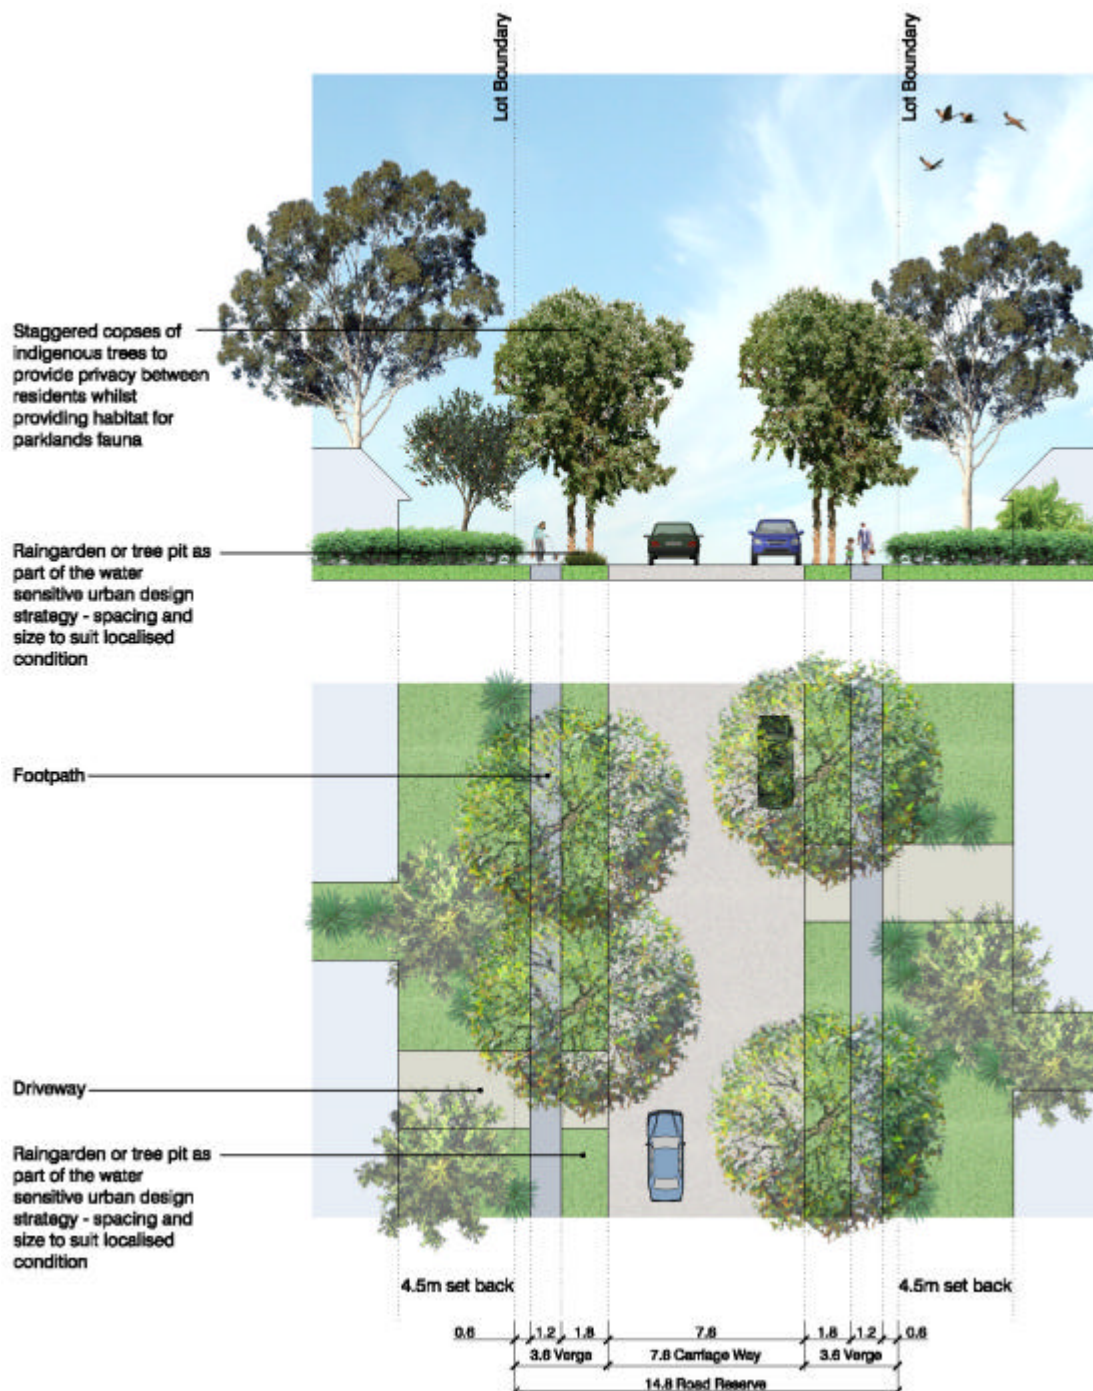 Lot Boundary
Lot Boundary
Staggered copses of
indigenous trees to
provide privacy between
residents whilst
providing habitat for
parklands fauna
Raingarden or tree pit as
part of the water
sensitive urban design
strategy - spacing and
size to suit localised
condition
Footpath
Driveway
Raingarden or tree pit as
part of the water
sensitive urban design
strategy - spacing and
size to suit localised
condition
4.5m set back
4.5m set back
0.6 1.2 1.8 7.6 1.8 1.2 0.6
3.6 Verge 7.6 Carriage Way 3.6 Verge
14.8 Road Reserve